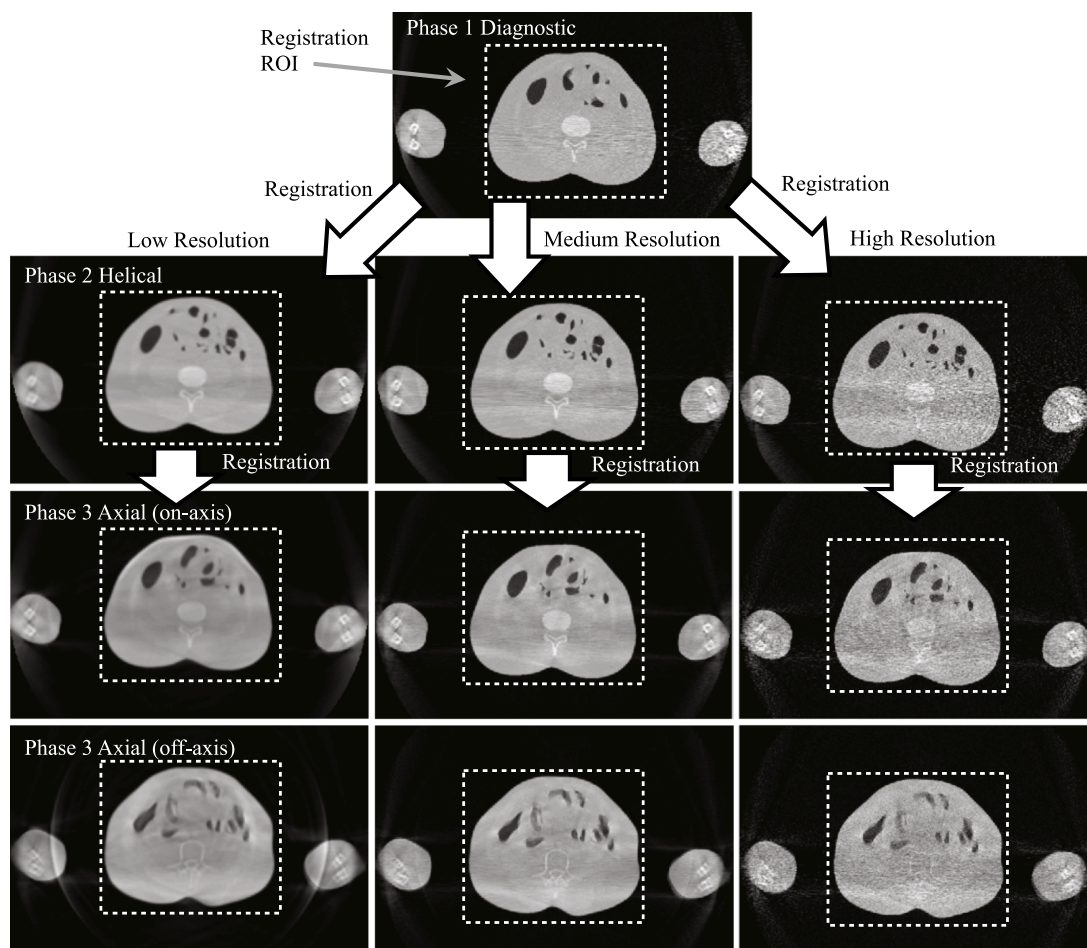 Phase 1 Diagnostic
Registration
ROI
Registration
Registration
Low Resolution
Medium Resolution
High Resolution
Phase 2 Helical
Registration
Registration
Registration
Phase 3 Axial (on-axis)
Phase 3 Axial (off-axis)